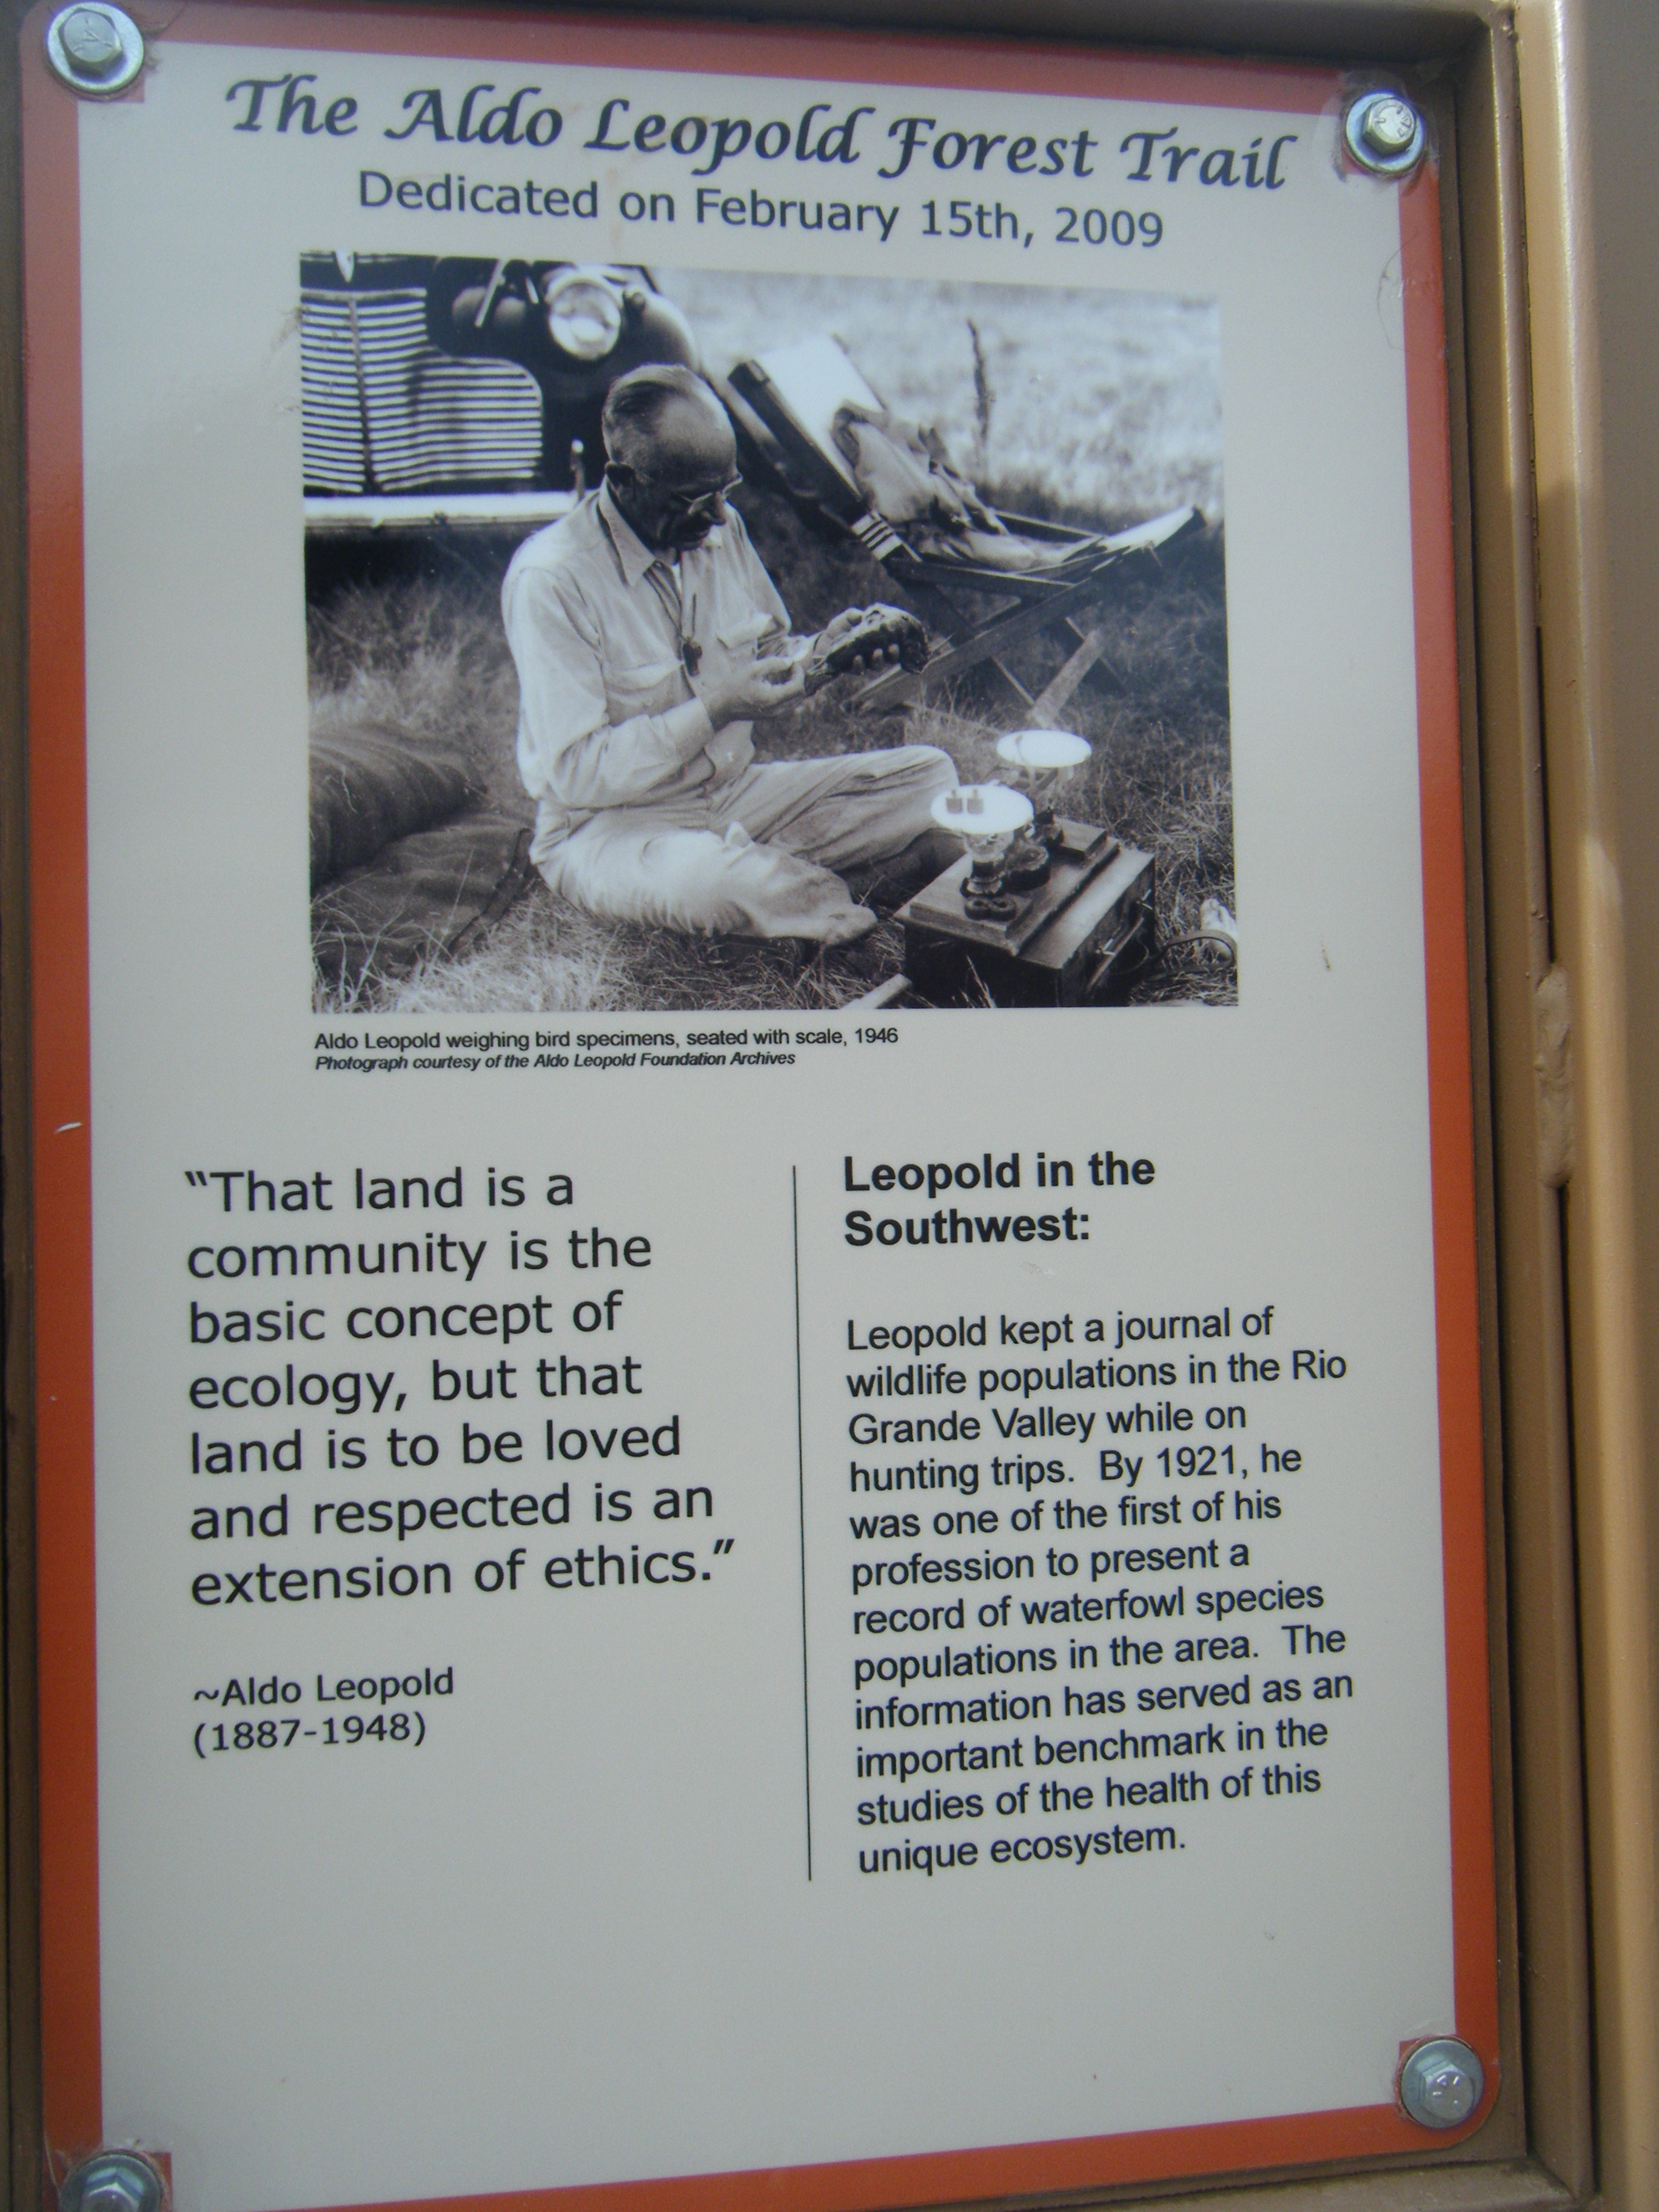 The Aldo Leopold Forest Trail
Dedicated on February 15th, 2009
Aldo Leopold weighing bird specimens, seated with scale, 1946
Photograph courtesy of the Aldo Leopold Foundation Archives
“That land is a
community is the
basic concept of
ecology, but that
land is to be loved
and respected is an
extension of ethics.”
~Aldo Leopold
(1887-1948)
Leopold in the
Southwest:
Leopold kept a journal of
wildlife populations in the Rio
Grande Valley while on
hunting trips.  By 1921, he
was one of the first of his
profession to present a
record of waterfowl species
populations in the area.  The
information has served as an
important benchmark in the
studies of the health of this
unique ecosystem.